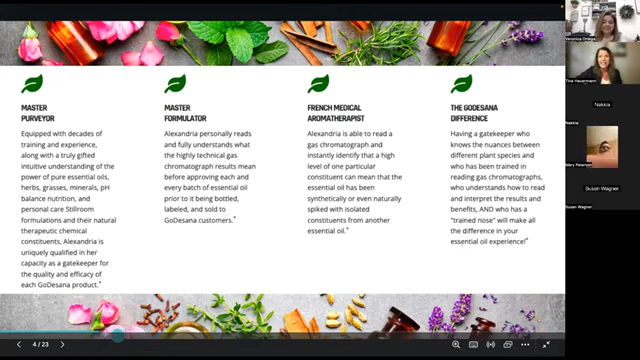 MASTER
PURVEYOR
Equipped with decades of
training and experience,
along with a truly gifted
intuitive understanding of the
power of pure essential oils,
herbs, grasses, minerals, pH
balance nutrition, and
personal care Stillroom
formulations and their natural
therapeutic chemical
constituents, Alexandria is
uniquely qualified in her
capacity as a gatekeeper for
the quality and efficacy of
each GoDesana product.*
MASTER
FORMULATOR
Alexandria personally reads
and fully understands what
the highly technical gas
chromatograph results mean
before approving each and
every batch of essential oil
prior to it being bottled,
labeled, and sold to
GoDesana customers.*
FRENCH MEDICAL
AROMATHERAPIST
Alexandria is able to read a
gas chromatograph and
instantly identify that a high
level of one particular
constituent can mean that the
essential oil has been
synthetically or even naturally
spiked with isolated
constituents from another
essential oil.*
THE GODESANA
DIFFERENCE
Having a gatekeeper who
knows the nuances between
different plant species and
who has been trained in
reading gas chromatographs,
who understands how to read
and interpret the results and
benefits, AND who has a
“trained nose” will make all
the difference in your
essential oil experience!*
4 / 23
Veronica Ortega
Tina Heuermann
Nakkia
Nakkia
Mary Peterson
Susan Wagner
Susan Wagner